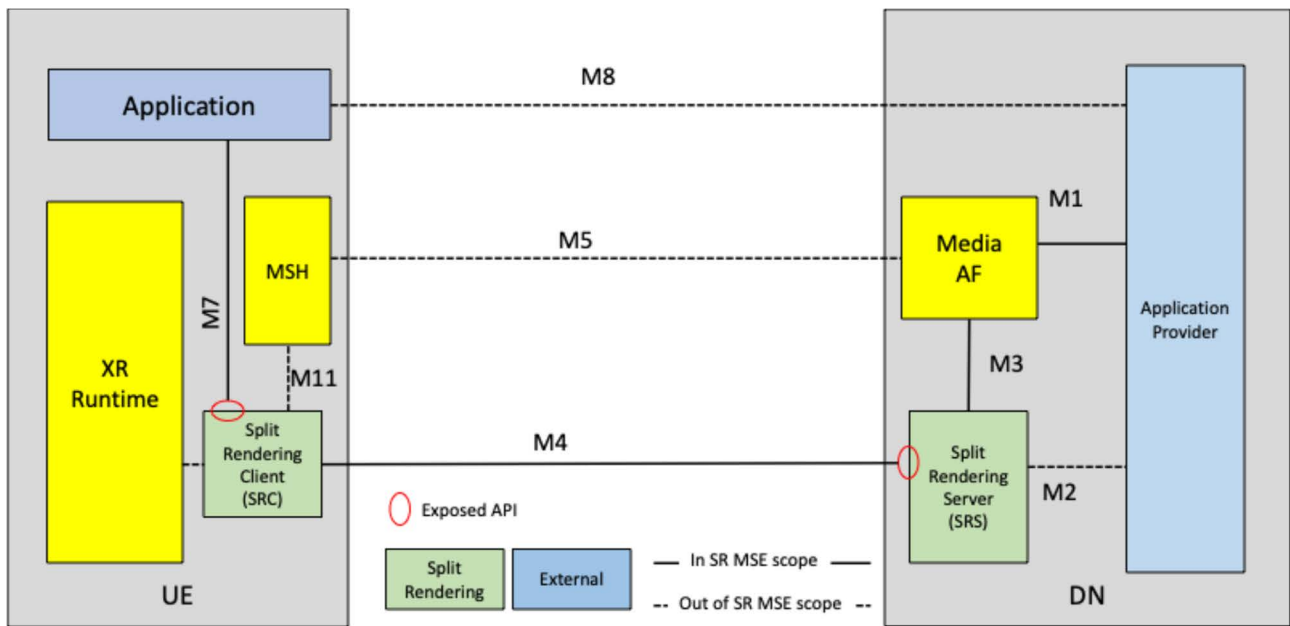 M8
Application
M1
M5
Media
AF
MSH
M7
Application
Provider
XR
Runtime
M11
M3
Split
Rendering
Client
(SRC)
M4
Split
Rendering
Server
(SRS)
M2
Exposed API
Split
Rendering
External
In SR MSE scope
Out of SR MSE scope
UE
DN